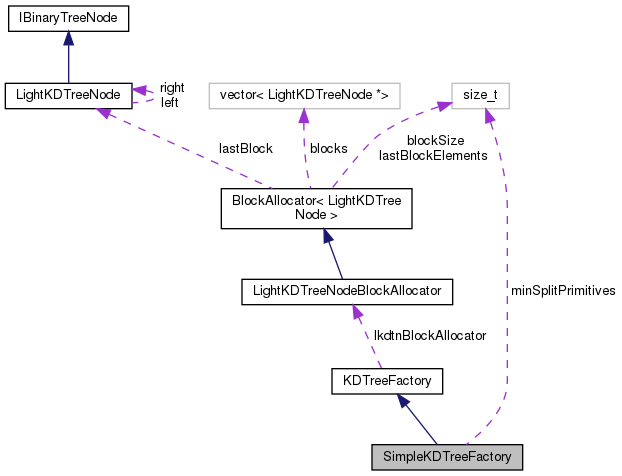 IBinaryTreeNode
LightKDTreeNode
right
left
vector< LightKDTreeNode *>
size_t
lastBlock
blocks
blockSize
lastBlockElements
BlockAllocator< LightKDTree
Node >
LightKDTreeNodeBlockAllocator
minSplitPrimitives
lkdtnBlockAllocator
KDTreeFactory
SimpleKDTreeFactory